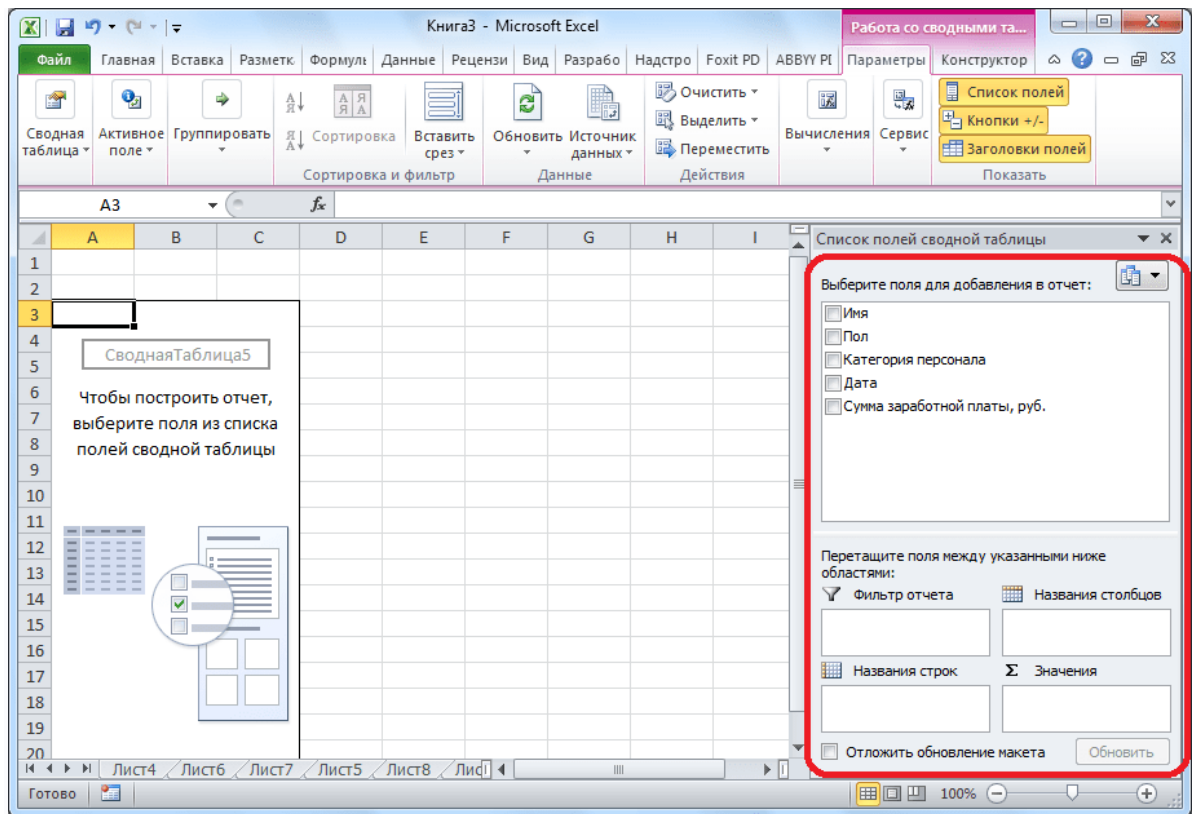 Книга3 - Microsoft Excel
Работа со сводными та...
Файл Главная Вставка Разметк Формулы Данные Рецензи Вид Разрабо Надстро Foxit PD ABBYY PI Параметры Конструктор
Сводная таблица
Активное поле
Группировать
А Я
Я А
А Я
Я А
Сортировка
Вставить срез
Сортировка и фильтр
Обновить
Источник данных
Данные
Очистить
Выделить
Переместить
Действия
Вычисления
Сервис
Список полей
Кнопки +/-
Заголовки полей
Показать
A3
fx
A B C D E F G H I
1
2
3
4
5
6
7
8
9
10
11
12
13
14
15
16
17
18
19
20
СводнаяТаблица5
Чтобы построить отчет,
выберите поля из списка
полей сводной таблицы
Список полей сводной таблицы
Выберите поля для добавления в отчет:
Имя
Пол
Категория персонала
Дата
Сумма заработной платы, руб.
Перетащите поля между указанными ниже
областями:
Фильтр отчета
Названия столбцов
Названия строк
Σ Значения
Отложить обновление макета
Обновить
Лист4 Лист6 Лист7 Лист5 Лист8
Готово
100%